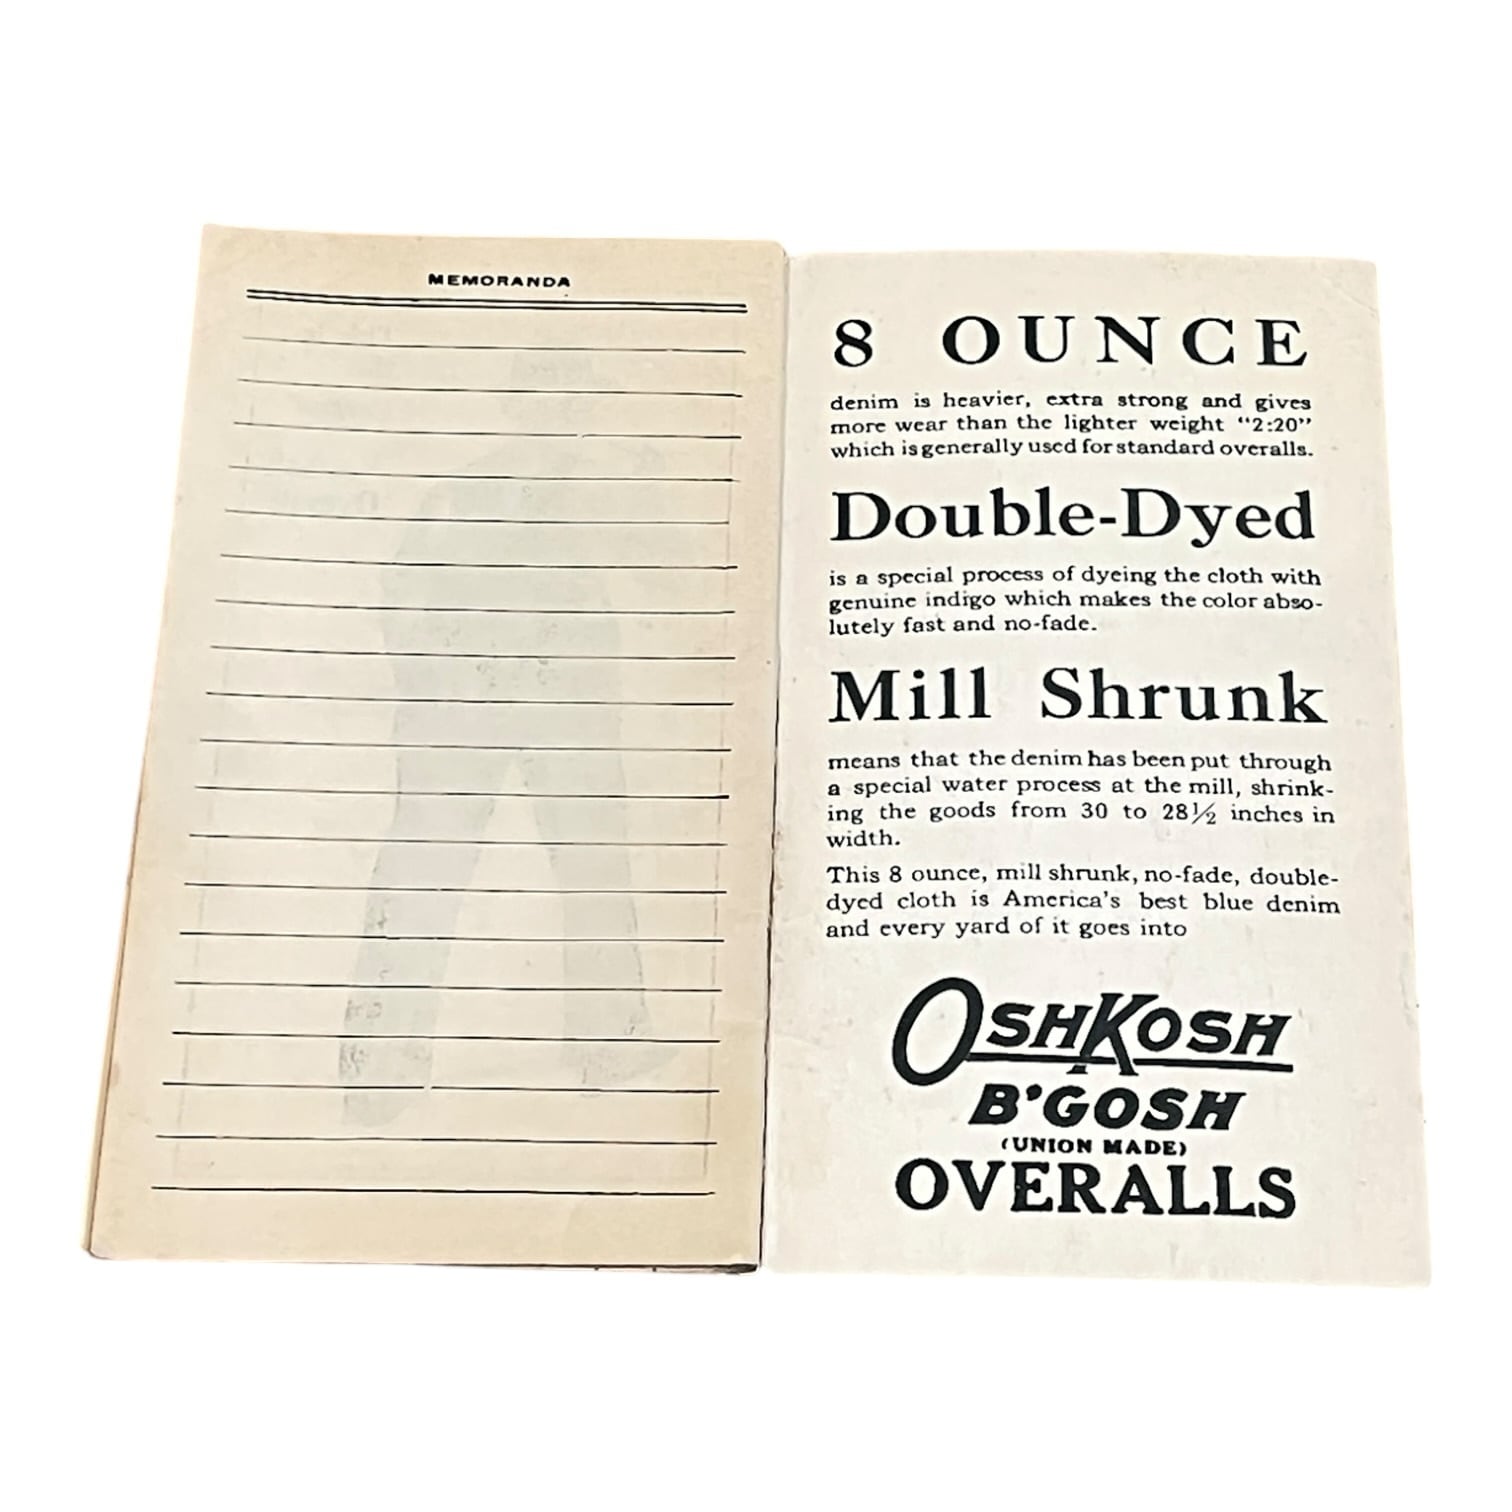 MEMORANDA
8 OUNCE
denim is heavier, extra strong and gives
more wear than the lighter weight "2:20"
which is generally used for standard overalls.
Double-Dyed
is a special process of dyeing the cloth with
genuine indigo which makes the color abso-
lutely fast and no-fade.
Mill Shrunk
means that the denim has been put through
a special water process at the mill, shrink-
ing the goods from 30 to 28½ inches in
width.
This 8 ounce, mill shrunk, no-fade, double-
dyed cloth is America's best blue denim
and every yard of it goes into
OSHKOSH
B'GOSH
(UNION MADE)
OVERALLS